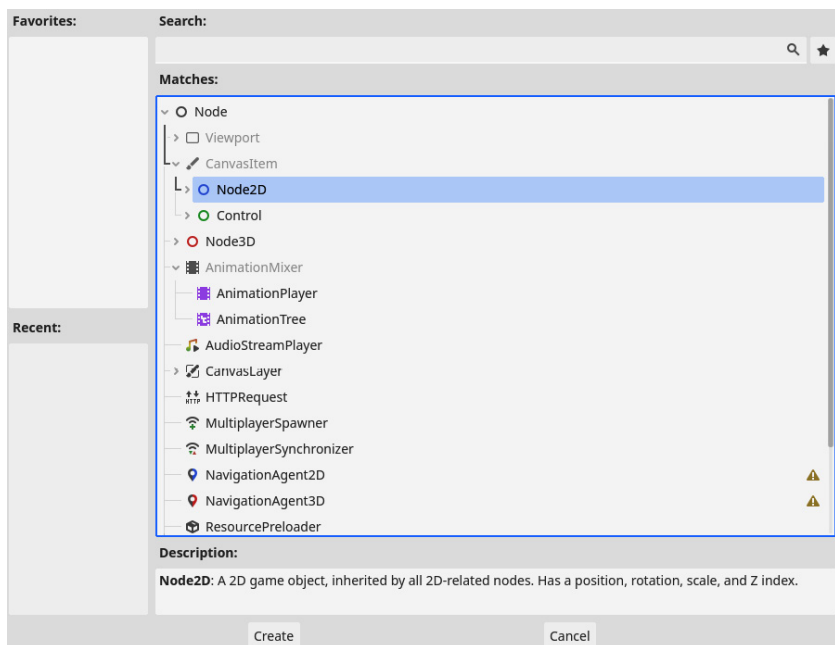 Favorites:
Search:
Matches:
Node
Viewport
CanvasItem
Node2D
Control
Node3D
AnimationMixer
AnimationPlayer
AnimationTree
Recent:
AudioStreamPlayer
CanvasLayer
HTTP
HTTPRequest
MultiplayerSpawner
MultiplayerSynchronizer
NavigationAgent2D
NavigationAgent3D
ResourcePreloader
Description:
Node2D: A 2D game object, inherited by all 2D-related nodes. Has a position, rotation, scale, and Z index.
Create
Cancel